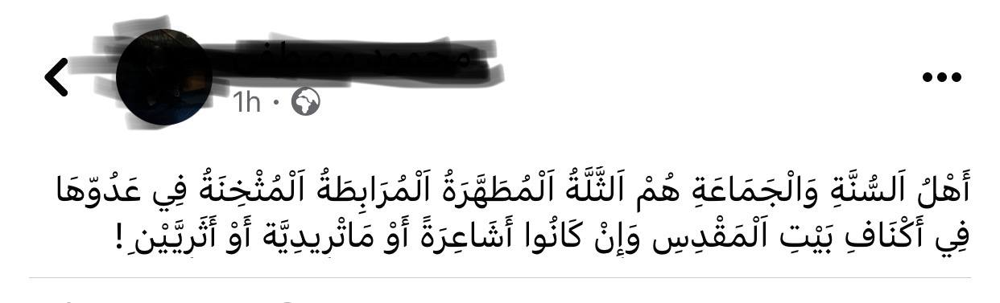 1h ·
أَهْلُ اَلسُّنَّةِ وَالْجَمَاعَةِ هُمْ اَلثَّلَّةُ اَلْمُطَهَّرَةُ اَلْمُرَابِطَةُ اَلْمُثْخِنَةُ فِي عَدُوّهَا
فِي أَكْنَافِ بَيْتِ اَلْمَقْدِسِ وَإِنْ كَانُوا أَشَاعِرَةً أَوْ مَاتْرِيدِيَّة أَوْ أَثَرِيَّيْنِ !